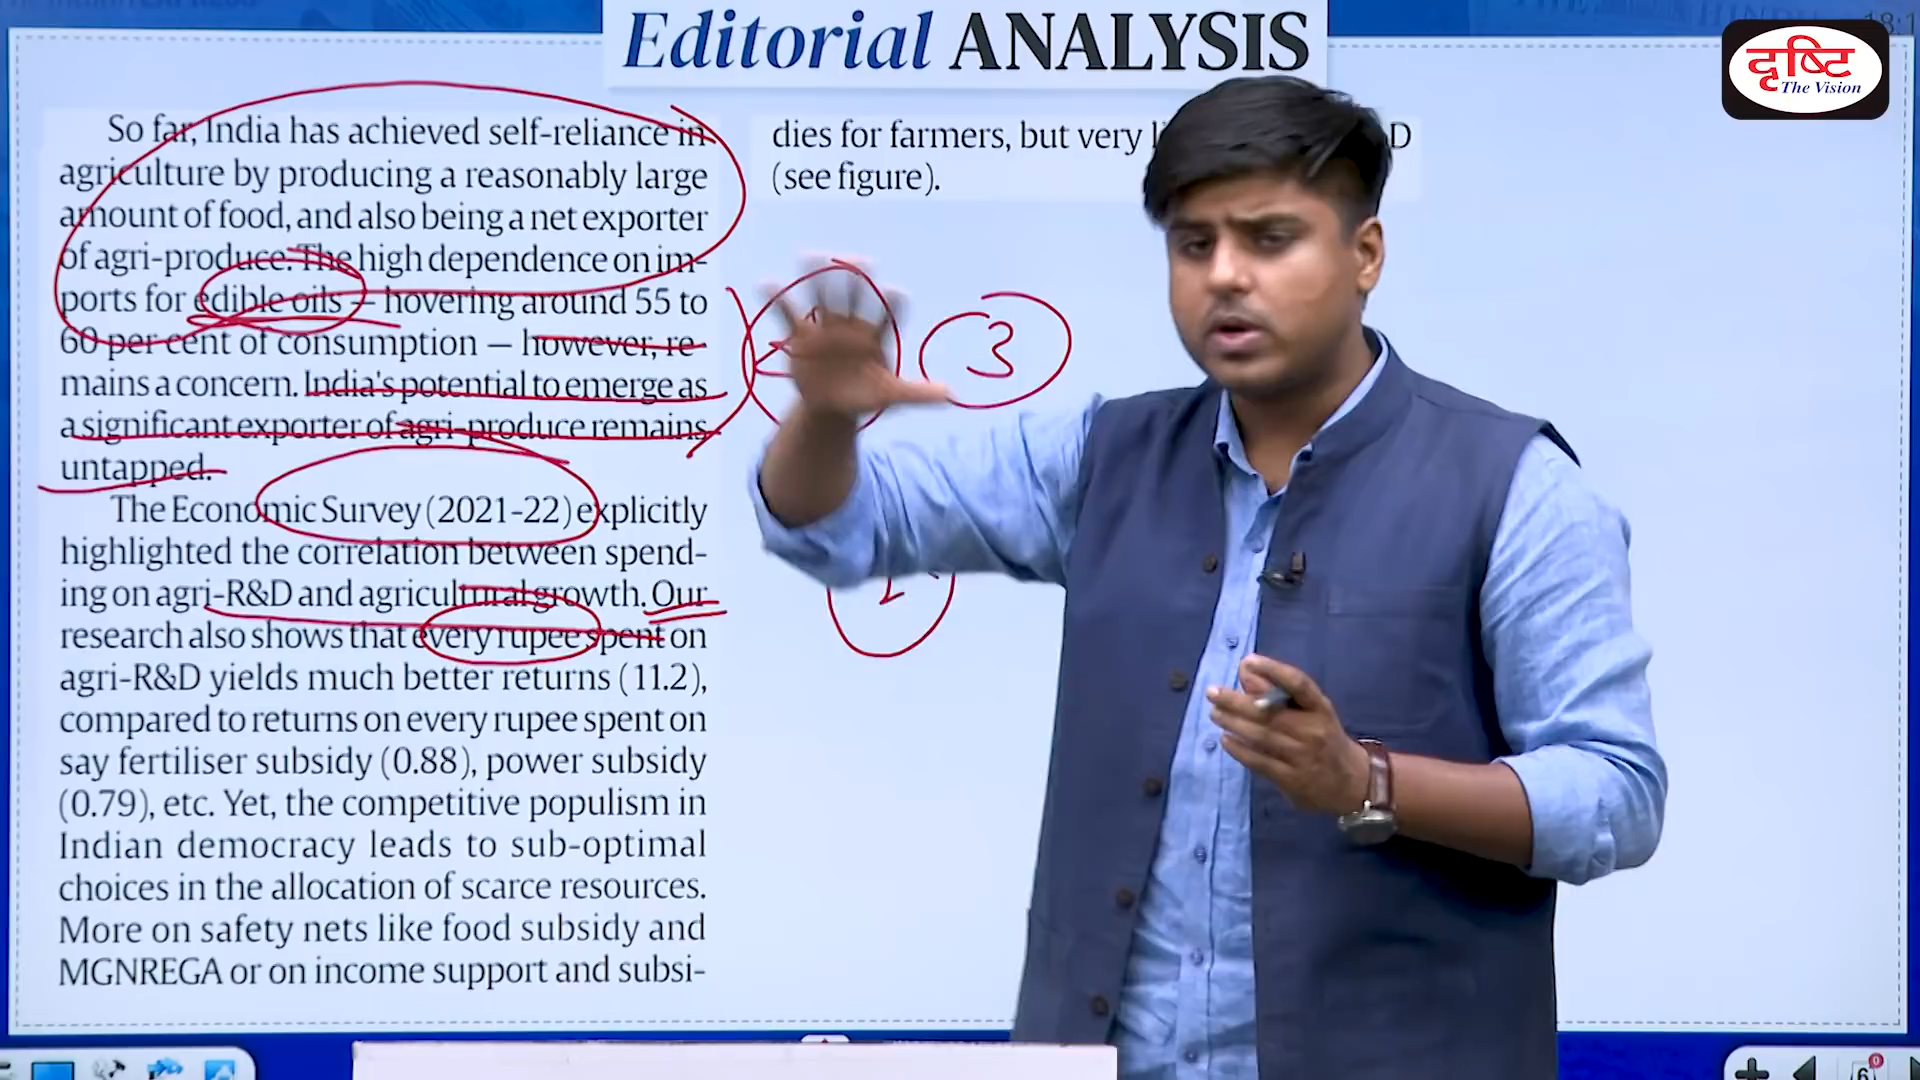 Editorial ANALYSIS
दृष्टि
The Vision
So far, India has achieved self-reliance in
agriculture by producing a reasonably large
amount of food, and also being a net exporter
of agri-produce. The high dependence on im-
ports for edible oils — hovering around 55 to
60 per cent of consumption — however, re-
mains a concern. India's potential to emerge as
a significant exporter of agri-produce remains
untapped.
The Economic Survey (2021-22) explicitly
highlighted the correlation between spend-
ing on agri-R&D and agricultural growth. Our
research also shows that every rupee spent on
agri-R&D yields much better returns (11.2),
compared to returns on every rupee spent on
say fertiliser subsidy (0.88), power subsidy
(0.79), etc. Yet, the competitive populism in
Indian democracy leads to sub-optimal
choices in the allocation of scarce resources.
More on safety nets like food subsidy and
MGNREGA or on income support and subsi-
dies for farmers, but very
D
(see figure).
3
6